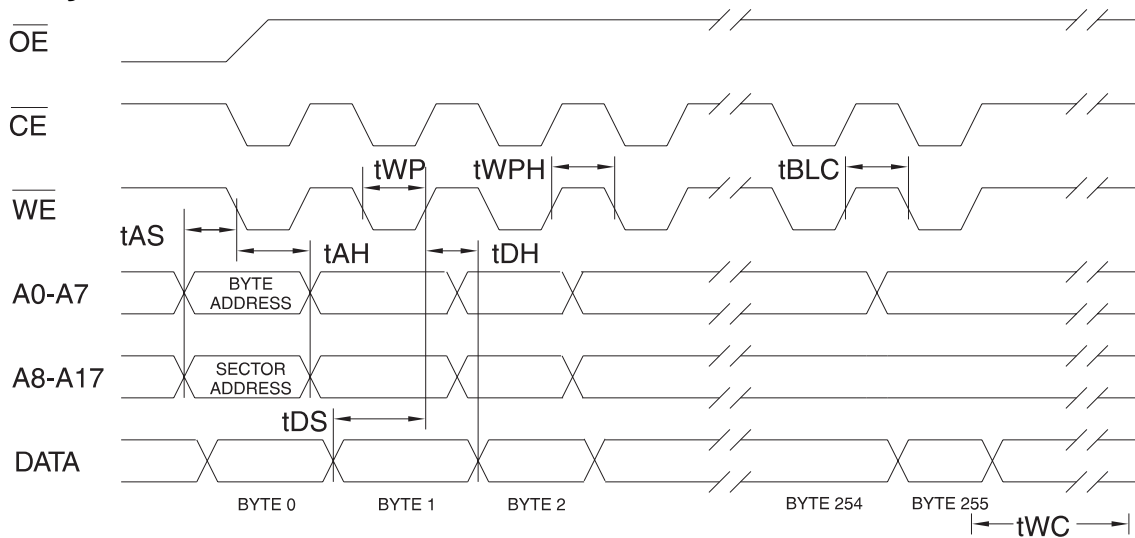 OE
CE
tWP
tWPH
tBLC
WE
tAS
tAH
tDH
A0-A7
BYTE
ADDRESS
A8-A17
SECTOR
ADDRESS
tDS
DATA
BYTE 0
BYTE 1
BYTE 2
BYTE 254
BYTE 255
tWC